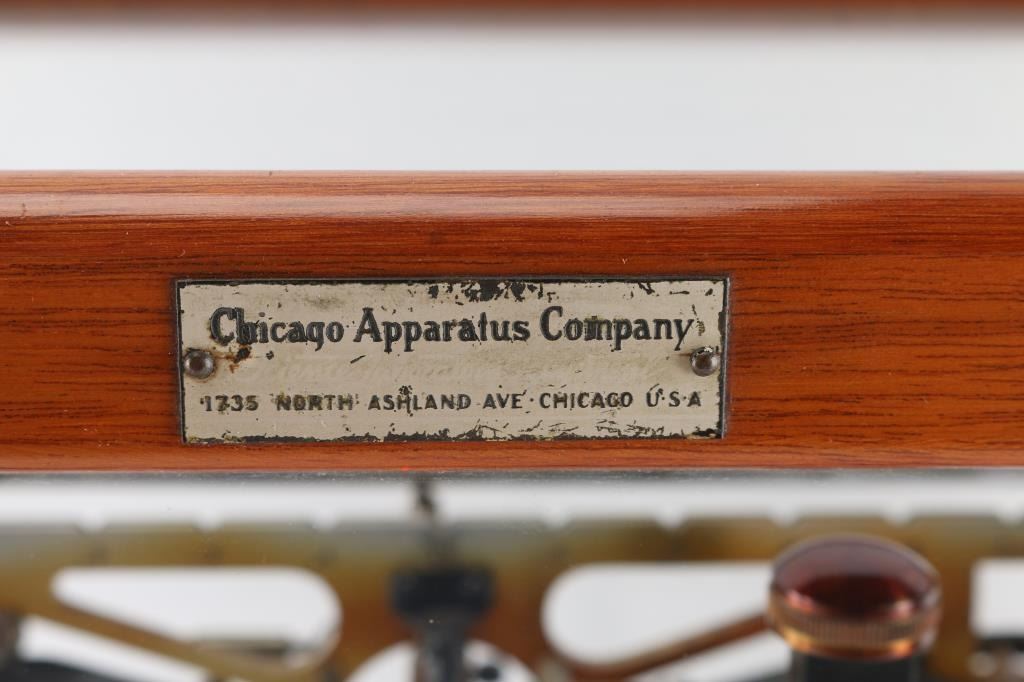 Chicago Apparatus Company
1735 NORTH ASHLAND AVE · CHICAGO U·S·A